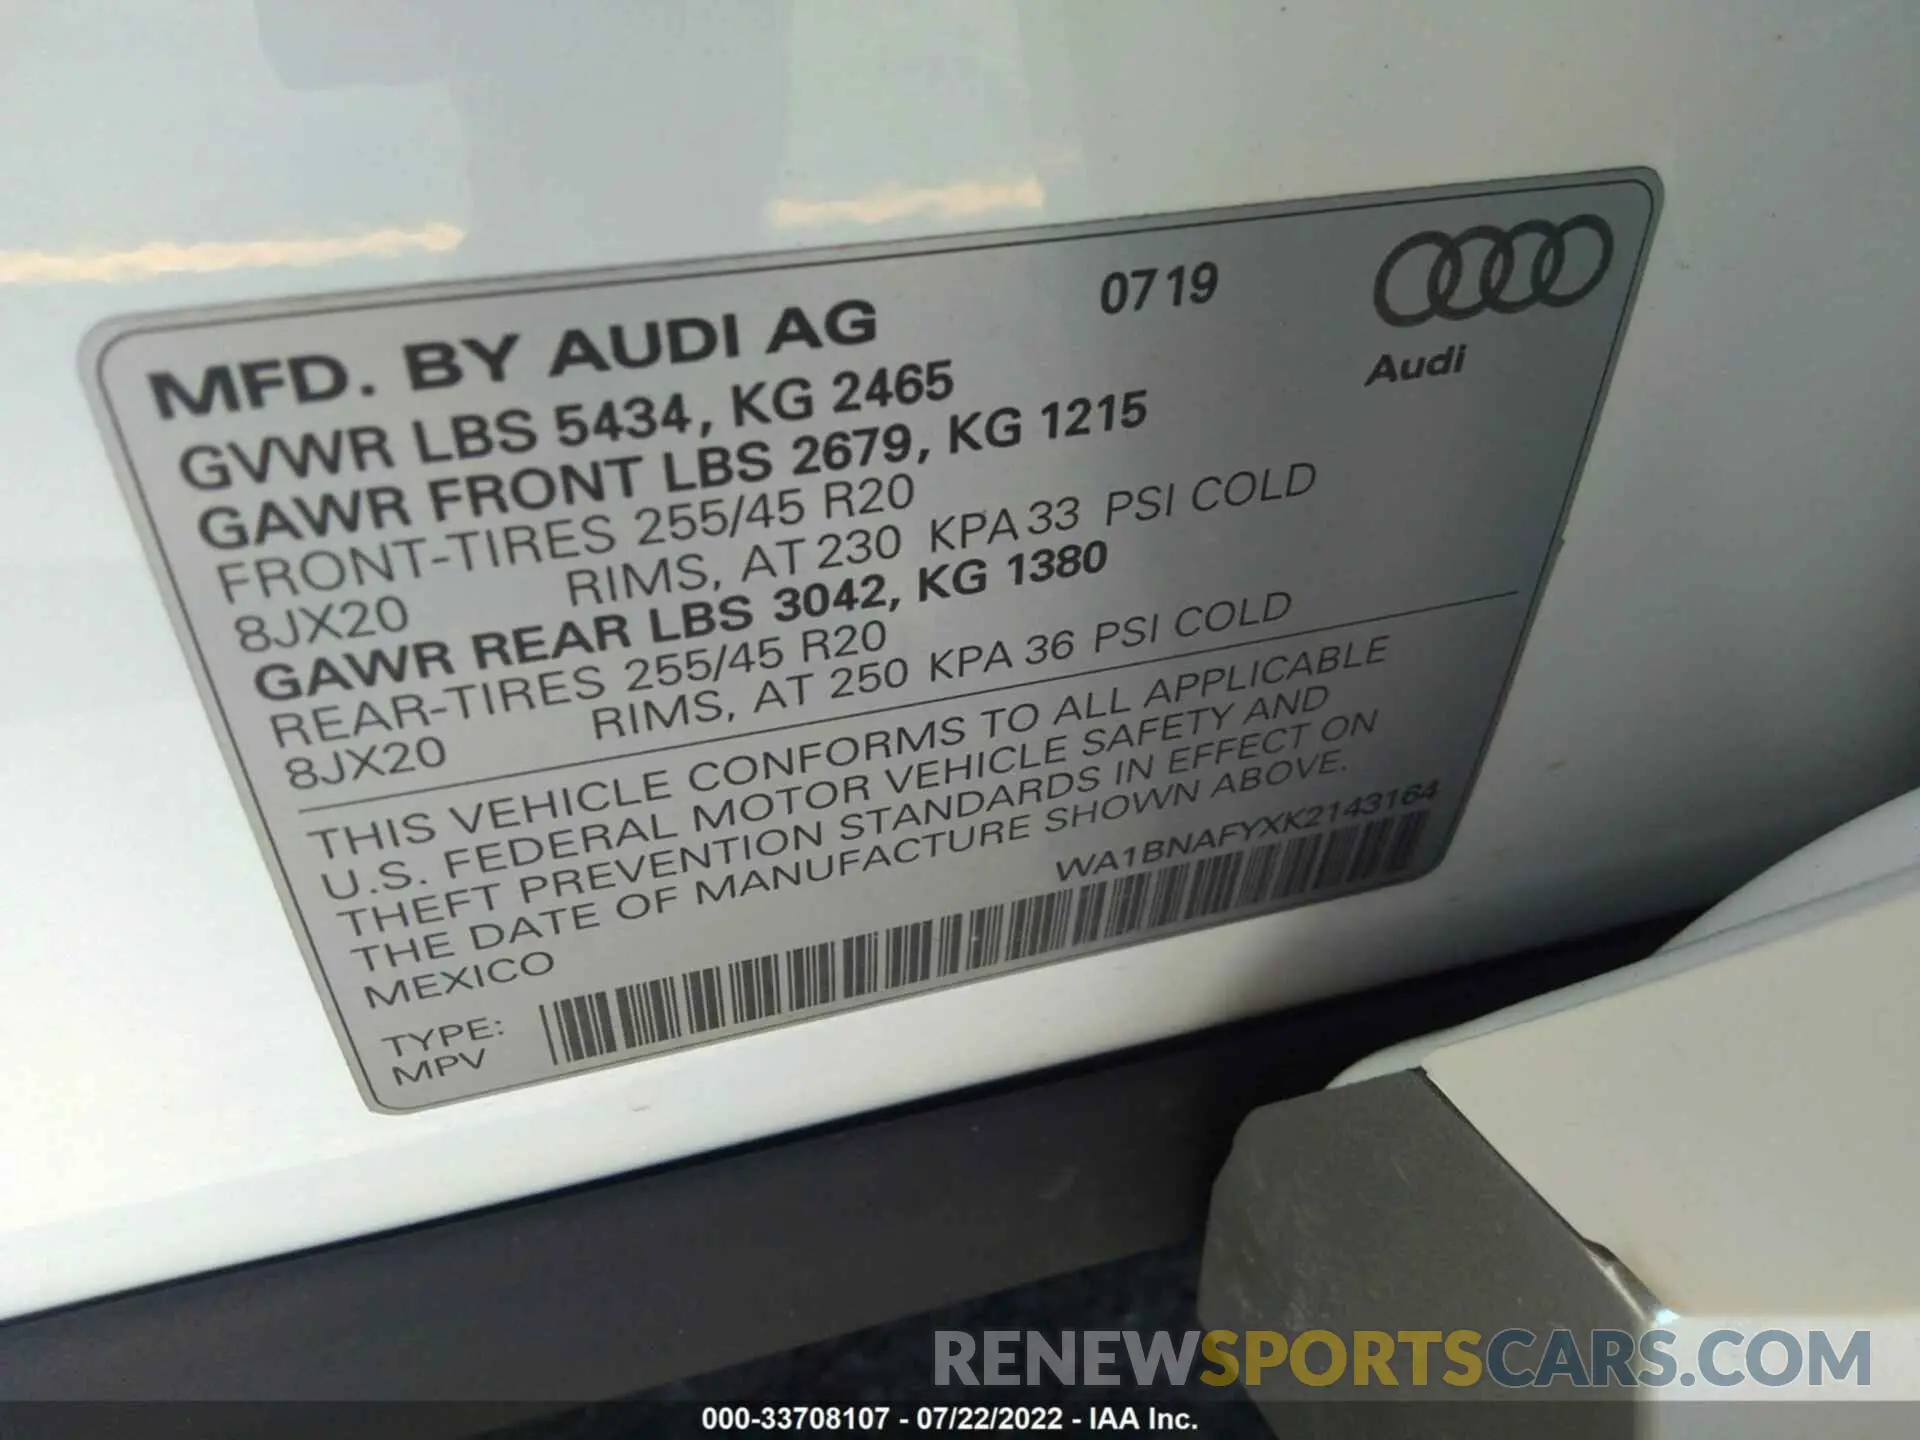 MFD. BY AUDI AG 0719
Audi
GVWR LBS 5434, KG 2465
GAWR FRONT LBS 2679, KG 1215
FRONT-TIRES 255/45 R20
8JX20 RIMS, AT 230 KPA 33 PSI COLD
GAWR REAR LBS 3042, KG 1380
REAR-TIRES 255/45 R20
8JX20 RIMS, AT 250 KPA 36 PSI COLD
THIS VEHICLE CONFORMS TO ALL APPLICABLE
U.S. FEDERAL MOTOR VEHICLE SAFETY AND
THEFT PREVENTION STANDARDS IN EFFECT ON
THE DATE OF MANUFACTURE SHOWN ABOVE.
MEXICO
WA1BNAFYXK2143164
TYPE:
MPV
RENEWSPORTSCARS.COM
000-33708107 - 07/22/2022 - IAA Inc.